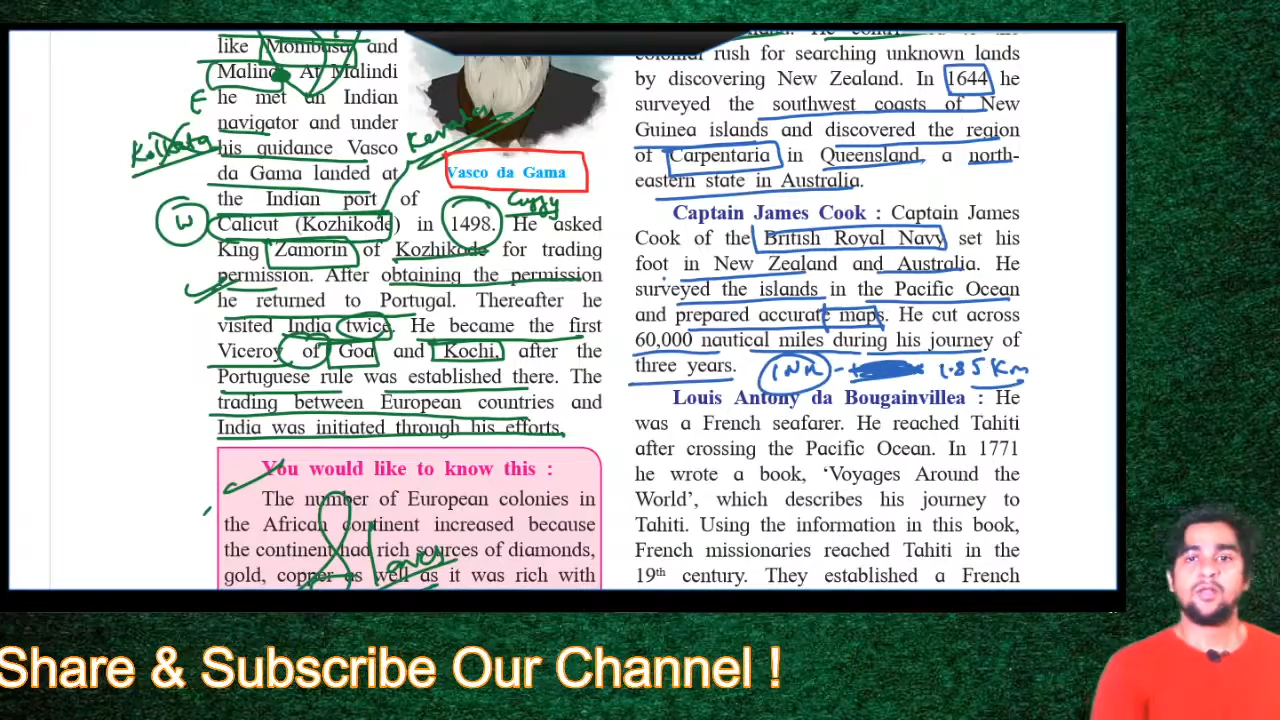 like Mombasa and
Malindi. At Malindi
he met an Indian
navigator and under
his guidance Vasco
da Gama landed at
the Indian port of
Calicut (Kozhikode) in 1498. He asked
King Zamorin of Kozhikode for trading
permission. After obtaining the permission
he returned to Portugal. Thereafter he
visited India twice. He became the first
Viceroy of Goa and Kochi, after the
Portuguese rule was established there. The
trading between European countries and
India was initiated through his efforts.
Kolkata
Kerala
E
W
Vasco da Gama
You would like to know this :
The number of European colonies in
the African continent increased because
the continent had rich sources of diamonds,
gold, copper as well as it was rich with
colonial rush for searching unknown lands
by discovering New Zealand. In 1644 he
surveyed the southwest coasts of New
Guinea islands and discovered the region
of Carpentaria in Queensland, a north-
eastern state in Australia.
Captain James Cook : Captain James
Cook of the British Royal Navy set his
foot in New Zealand and Australia. He
surveyed the islands in the Pacific Ocean
and prepared accurate maps. He cut across
60,000 nautical miles during his journey of
three years.
1.85 Km
Louis Antony da Bougainvillea : He
was a French seafarer. He reached Tahiti
after crossing the Pacific Ocean. In 1771
he wrote a book, ‘Voyages Around the
World’, which describes his journey to
Tahiti. Using the information in this book,
French missionaries reached Tahiti in the
19th century. They established a French
Share & Subscribe Our Channel !